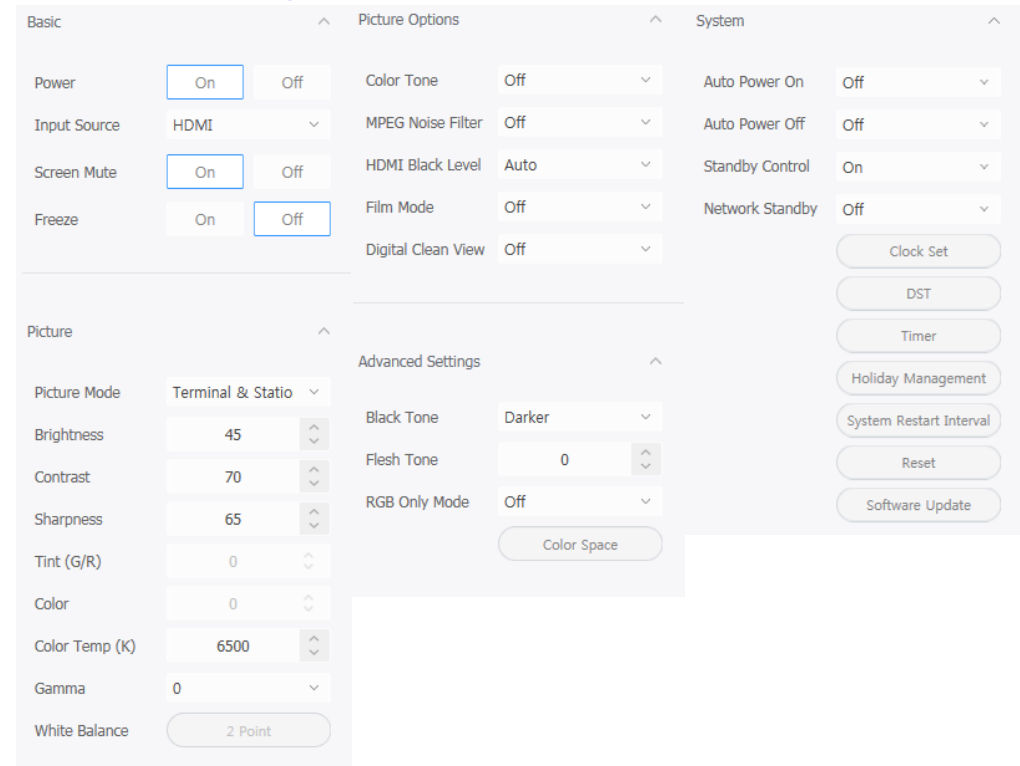 Basic
Power On Off
Input Source HDMI
Screen Mute On Off
Freeze On Off
Picture
Picture Mode Terminal & Statio
Brightness 45
Contrast 70
Sharpness 65
Tint (G/R) 0
Color 0
Color Temp (K) 6500
Gamma 0
White Balance 2 Point
Picture Options
Color Tone Off
MPEG Noise Filter Off
HDMI Black Level Auto
Film Mode Off
Digital Clean View Off
Advanced Settings
Black Tone Darker
Flesh Tone 0
RGB Only Mode Off
Color Space
System
Auto Power On Off
Auto Power Off Off
Standby Control On
Network Standby Off
Clock Set
DST
Timer
Holiday Management
System Restart Interval
Reset
Software Update